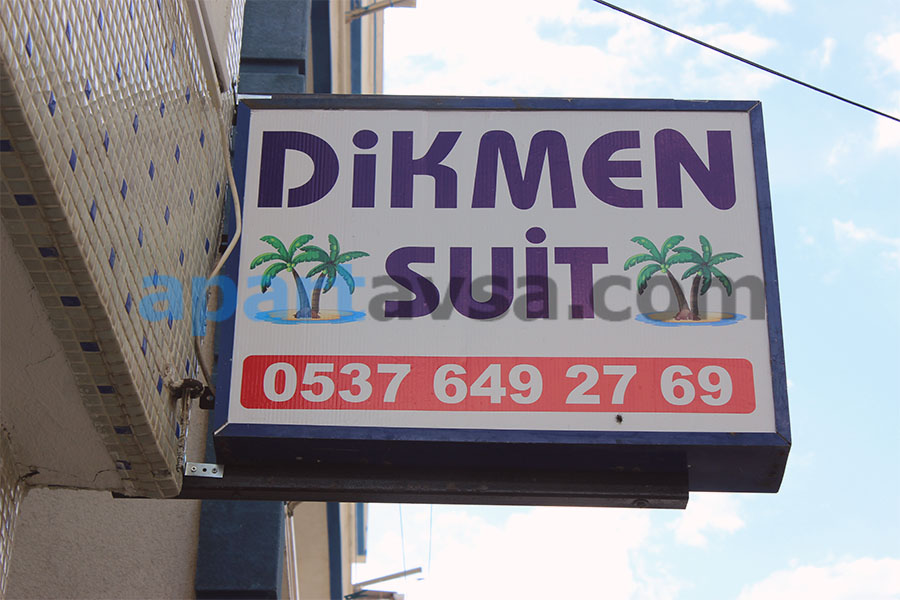 DiKMEN
SUiT
apartavsa.com
0537 649 27 69